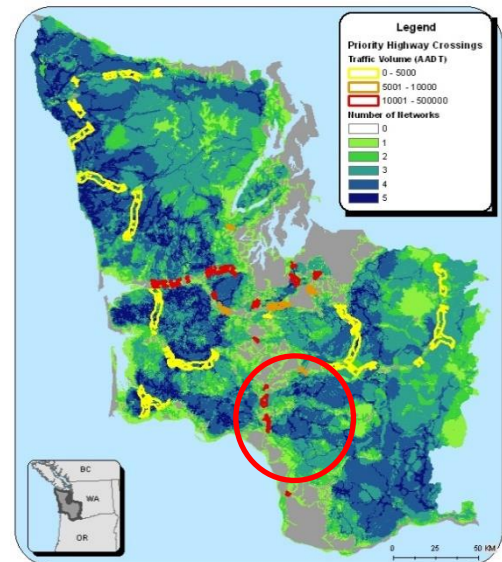 Legend
Priority Highway Crossings
Traffic Volume (AADT)
0 - 5000
5001 - 10000
10001 - 500000
Number of Networks
0
1
2
3
4
5
BC
WA
OR
0 25 50 KM